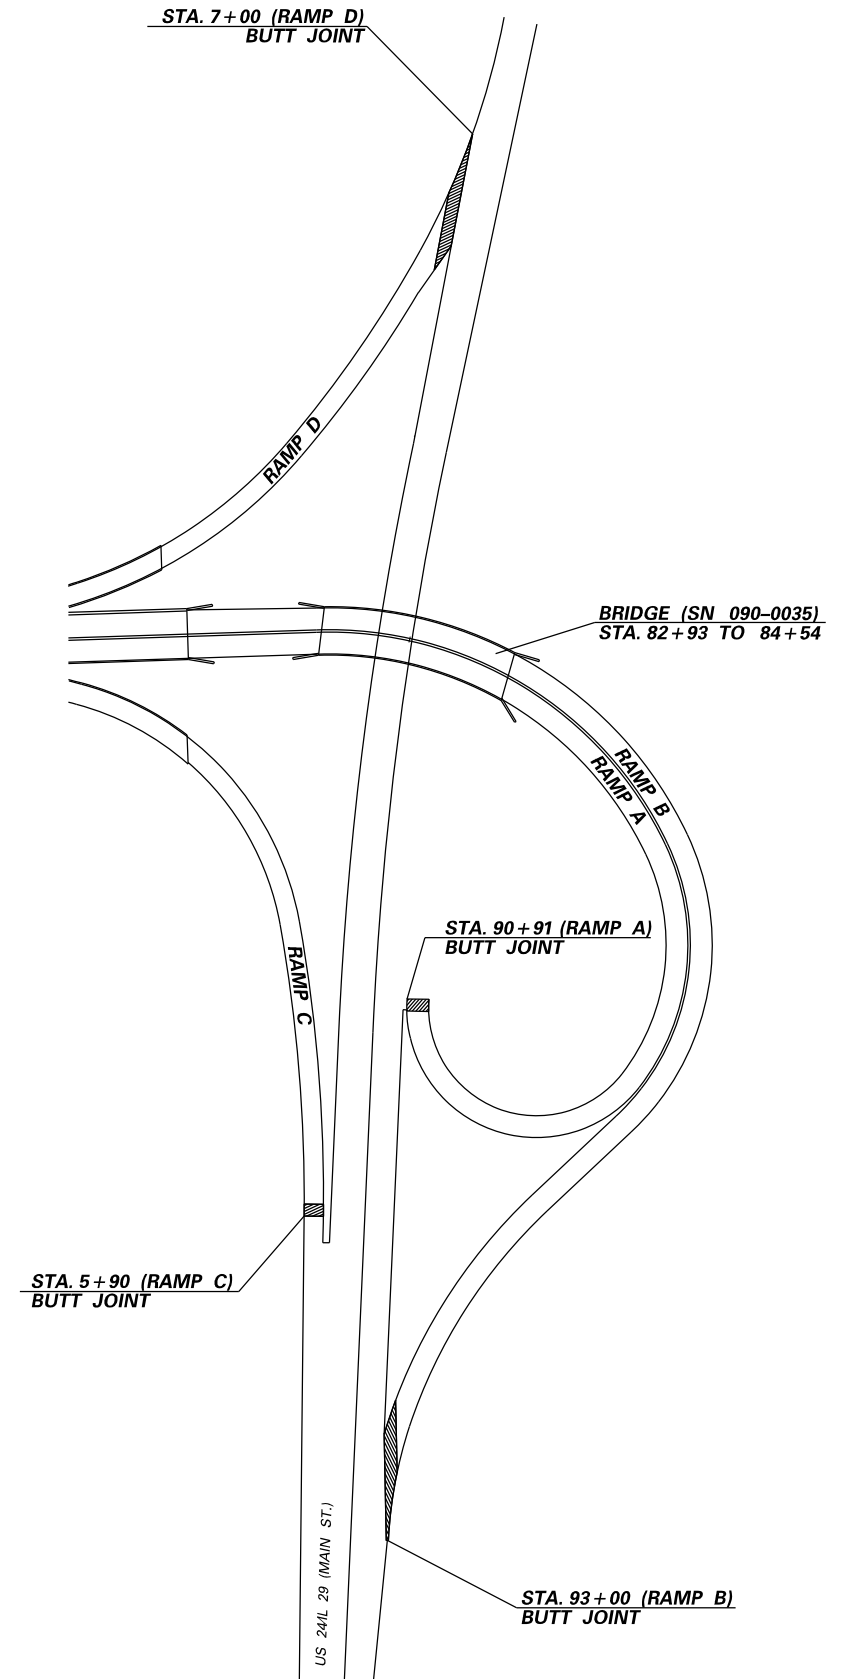 STA. 7+00 (RAMP D)
BUTT JOINT
RAMP D
BRIDGE (SN 090-0035)
STA. 82+93 TO 84+54
RAMP B
RAMP A
STA. 90+91 (RAMP A)
BUTT JOINT
RAMP C
STA. 5+90 (RAMP C)
BUTT JOINT
US 24/IL 29 (MAIN ST.)
STA. 93+00 (RAMP B)
BUTT JOINT